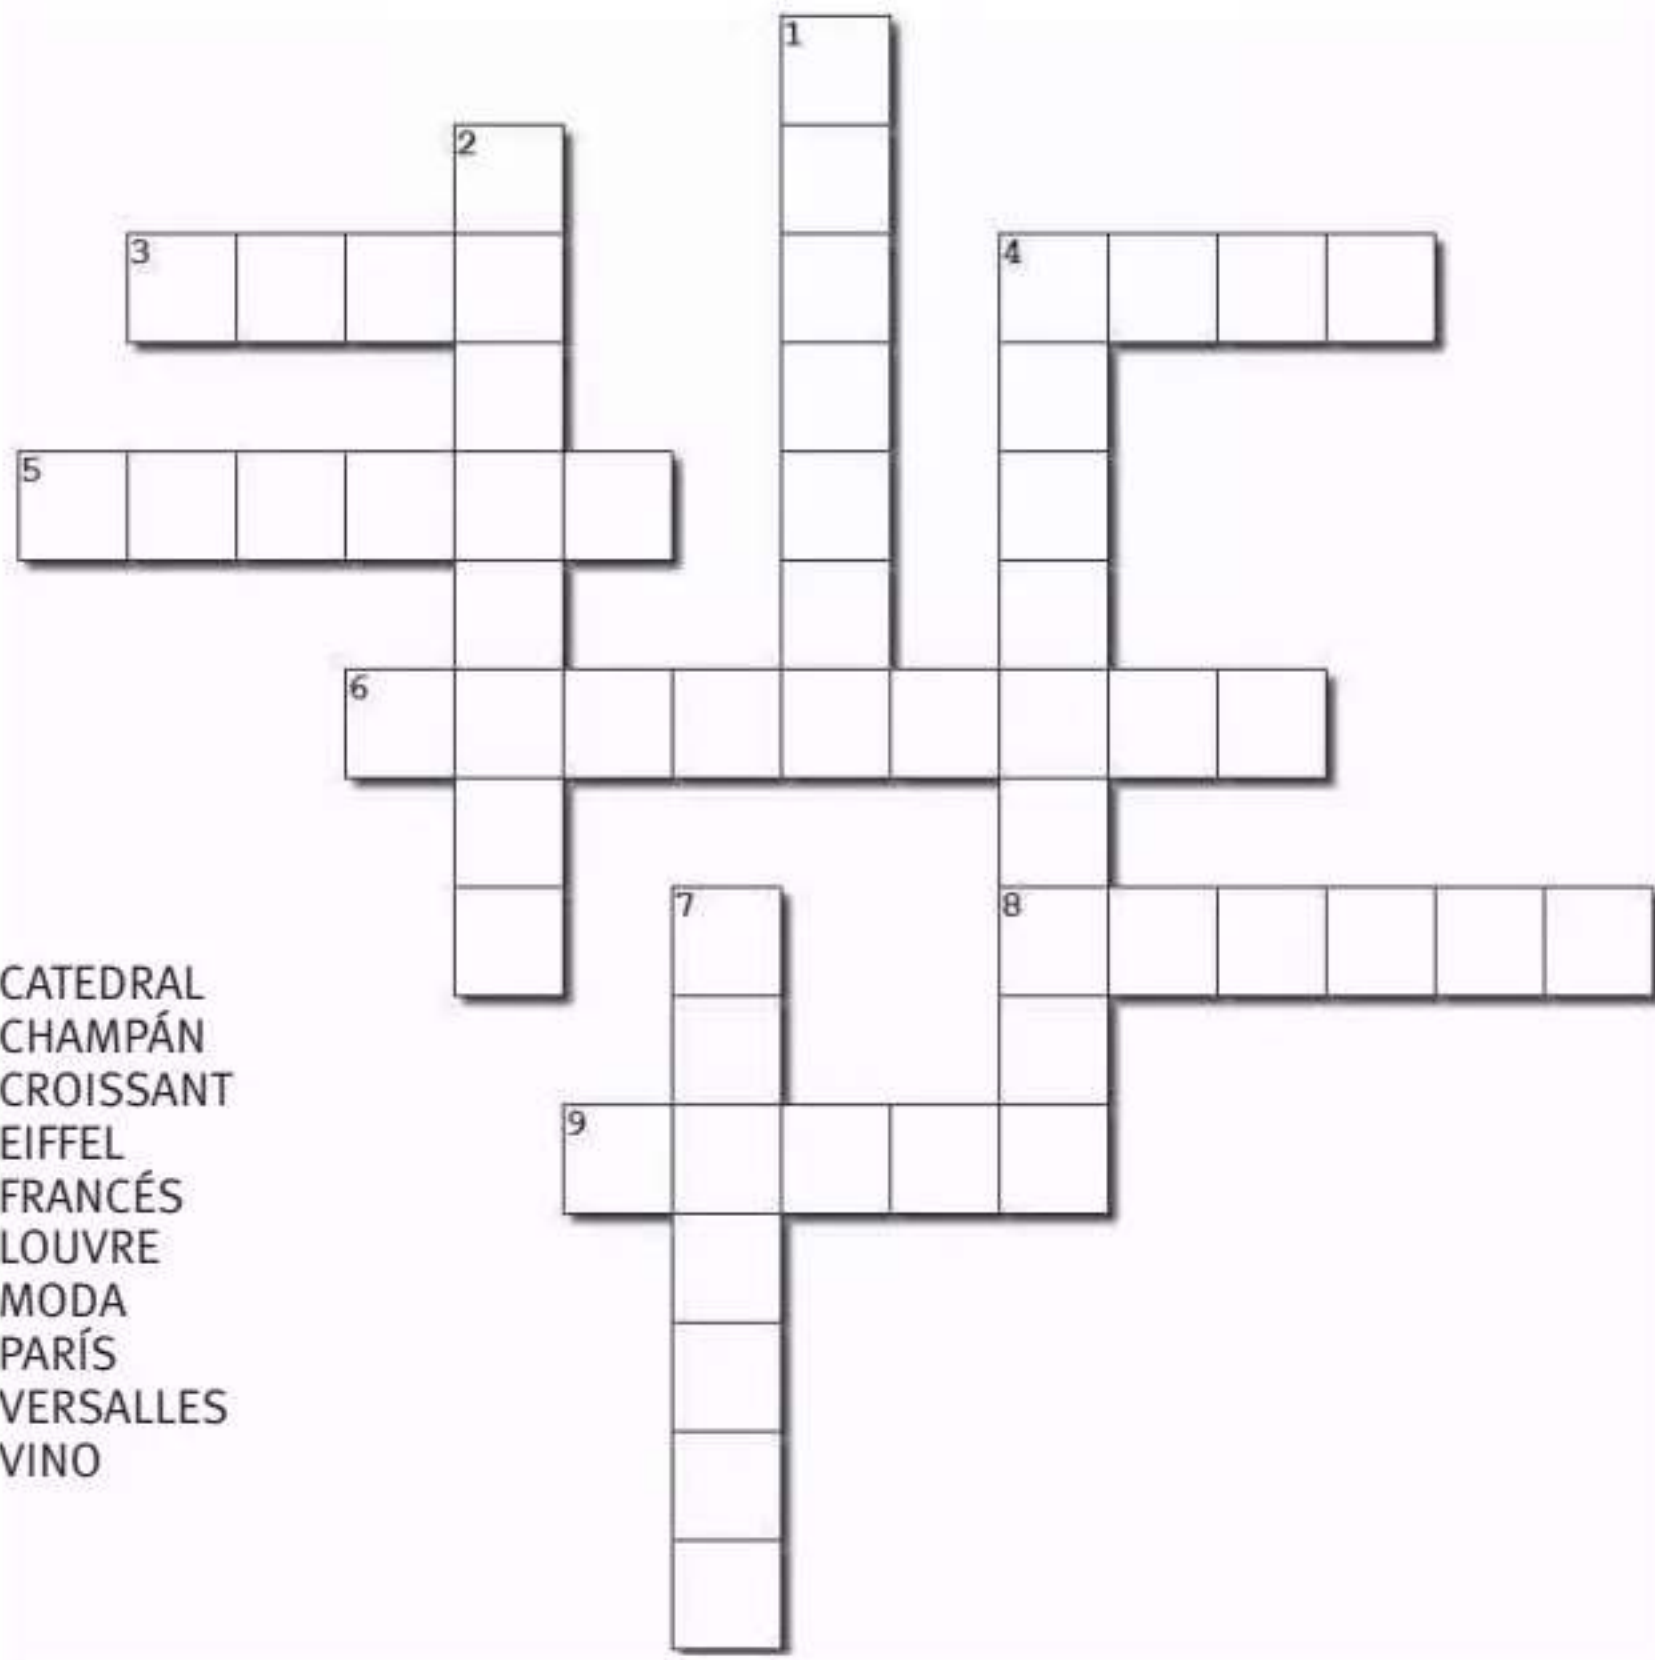 1
2
3
4
5
6
7
8
9
CATEDRAL
CHAMPÁN
CROISSANT
EIFFEL
FRANCÉS
LOUVRE
MODA
PARÍS
VERSALLES
VINO